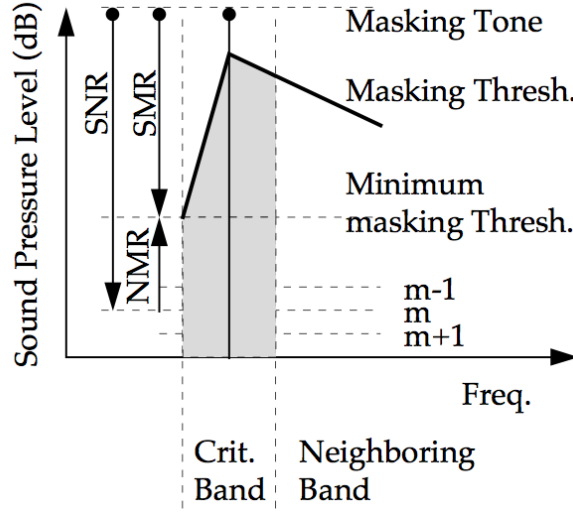 Masking Tone
Masking Thresh.
Minimum
masking Thresh.
m-1
m
m+1
Sound Pressure Level (dB)
SNR
SMR
NMR
Freq.
Crit.
Band
Neighboring
Band